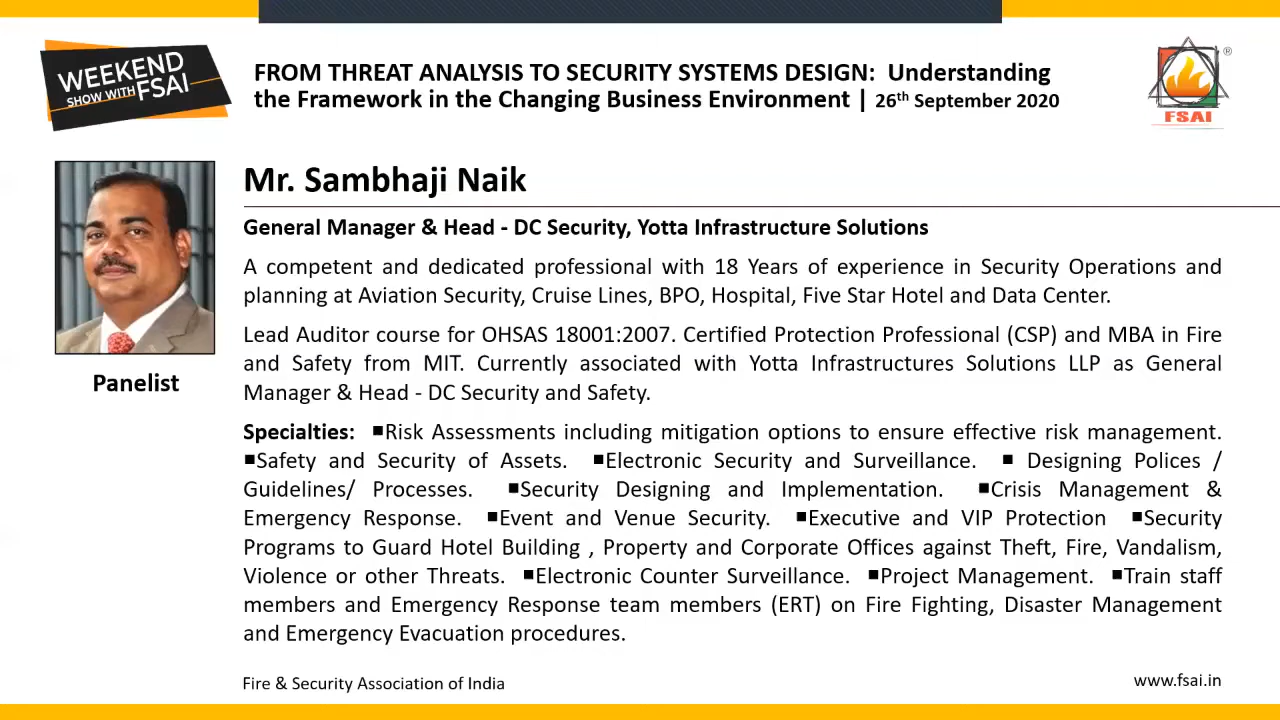 WEEKEND
SHOW WITH FSAI
FROM THREAT ANALYSIS TO SECURITY SYSTEMS DESIGN: Understanding
the Framework in the Changing Business Environment | 26th September 2020
®
FSAI
Mr. Sambhaji Naik
General Manager & Head - DC Security, Yotta Infrastructure Solutions
A competent and dedicated professional with 18 Years of experience in Security Operations and
planning at Aviation Security, Cruise Lines, BPO, Hospital, Five Star Hotel and Data Center.
Lead Auditor course for OHSAS 18001:2007. Certified Protection Professional (CSP) and MBA in Fire
and Safety from MIT. Currently associated with Yotta Infrastructures Solutions LLP as General
Manager & Head - DC Security and Safety.
Panelist
Specialties: ■Risk Assessments including mitigation options to ensure effective risk management.
■Safety and Security of Assets. ■Electronic Security and Surveillance. ■ Designing Polices /
Guidelines/ Processes. ■Security Designing and Implementation. ■Crisis Management &
Emergency Response. ■Event and Venue Security. ■Executive and VIP Protection ■Security
Programs to Guard Hotel Building , Property and Corporate Offices against Theft, Fire, Vandalism,
Violence or other Threats. ■Electronic Counter Surveillance. ■Project Management. ■Train staff
members and Emergency Response team members (ERT) on Fire Fighting, Disaster Management
and Emergency Evacuation procedures.
Fire & Security Association of India
www.fsai.in